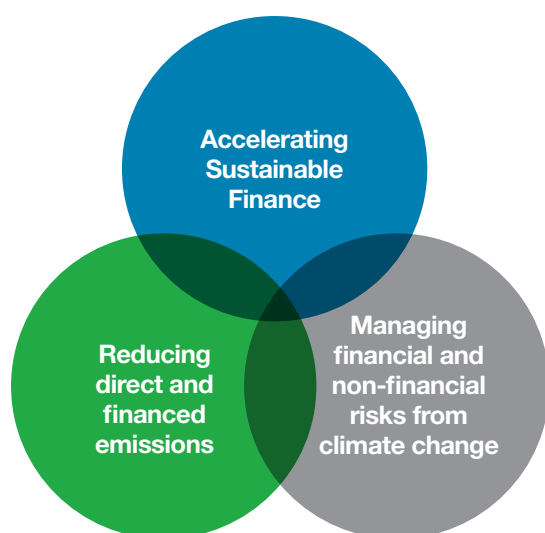 Accelerating
Sustainable
Finance
Reducing
direct and
financed
emissions
Managing
financial and
non-financial
risks from
climate change